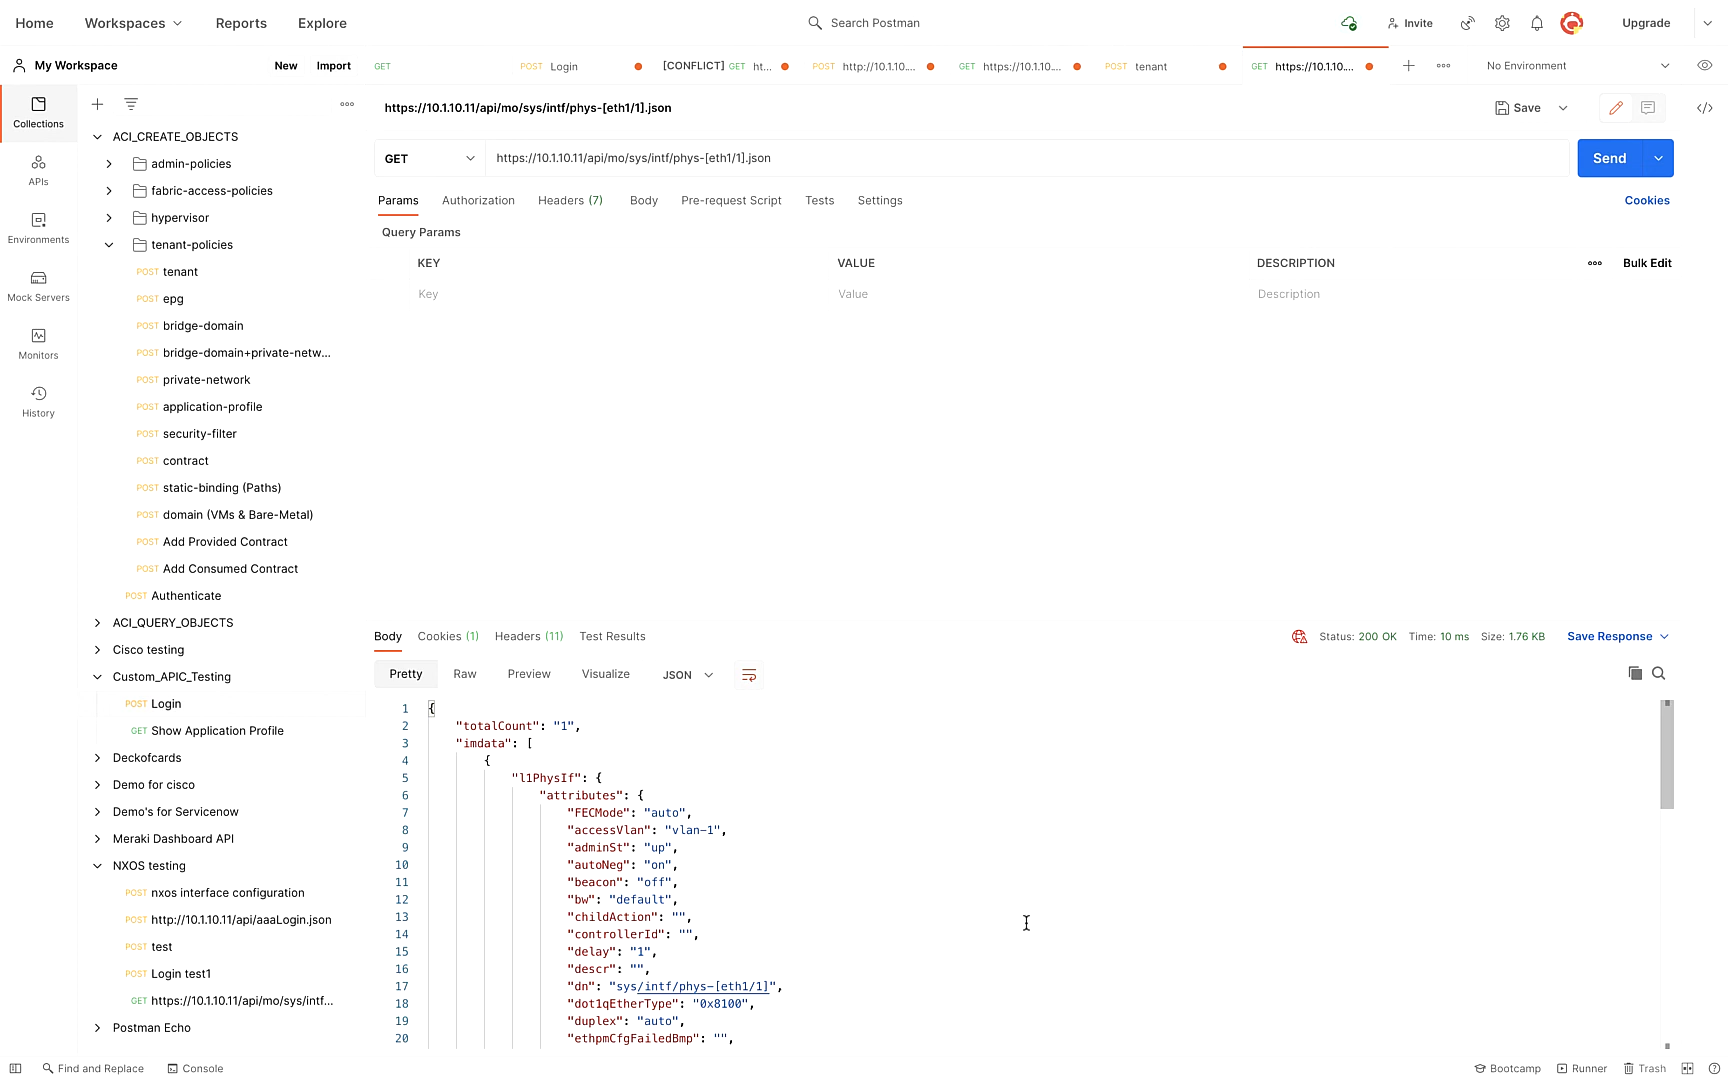 Home Workspaces Reports Explore Search Postman Invite Upgrade
My Workspace New Import GET POST Login [CONFLICT] GET ht... POST http://10.1.10.... GET https://10.1.10.... POST tenant GET https://10.1.10.... No Environment
Collections
APIs
Environments
Mock Servers
Monitors
History
ACI_CREATE_OBJECTS
admin-policies
fabric-access-policies
hypervisor
tenant-policies
POST tenant
POST epg
POST bridge-domain
POST bridge-domain+private-netw...
POST private-network
POST application-profile
POST security-filter
POST contract
POST static-binding (Paths)
POST domain (VMs & Bare-Metal)
POST Add Provided Contract
POST Add Consumed Contract
POST Authenticate
ACI_QUERY_OBJECTS
Cisco testing
Custom_APIC_Testing
POST Login
GET Show Application Profile
Deckofcards
Demo for cisco
Demo's for Servicenow
Meraki Dashboard API
NXOS testing
POST nxos interface configuration
POST http://10.1.10.11/api/aaaLogin.json
POST test
POST Login test1
GET https://10.1.10.11/api/mo/sys/intf...
Postman Echo
https://10.1.10.11/api/mo/sys/intf/phys-[eth1/1].json Save
GET https://10.1.10.11/api/mo/sys/intf/phys-[eth1/1].json Send
Params Authorization Headers (7) Body Pre-request Script Tests Settings Cookies
Query Params
KEY VALUE DESCRIPTION Bulk Edit
Key Value Description
Body Cookies (1) Headers (11) Test Results Status: 200 OK Time: 10 ms Size: 1.76 KB Save Response
Pretty Raw Preview Visualize JSON
1 {
2 "totalCount": "1",
3 "imdata": [
4 {
5 "l1PhysIf": {
6 "attributes": {
7 "FECMode": "auto",
8 "accessVlan": "vlan-1",
9 "adminSt": "up",
10 "autoNeg": "on",
11 "beacon": "off",
12 "bw": "default",
13 "childAction": "",
14 "controllerId": "",
15 "delay": "1",
16 "descr": "",
17 "dn": "sys/intf/phys-[eth1/1]",
18 "dot1qEtherType": "0x8100",
19 "duplex": "auto",
20 "ethpmCfgFailedBmp": "",
Find and Replace Console Bootcamp Runner Trash